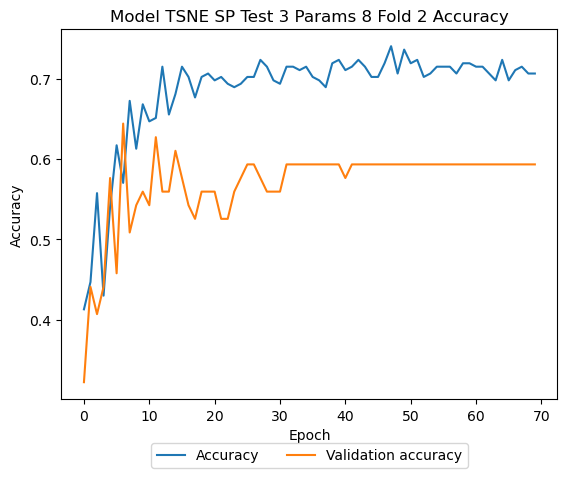 Model TSNE SP Test 3 Params 8 Fold 2 Accuracy
0.7
0.6
0.5
0.4
Accuracy
0 10 20 30 40 50 60 70
Epoch
Accuracy Validation accuracy